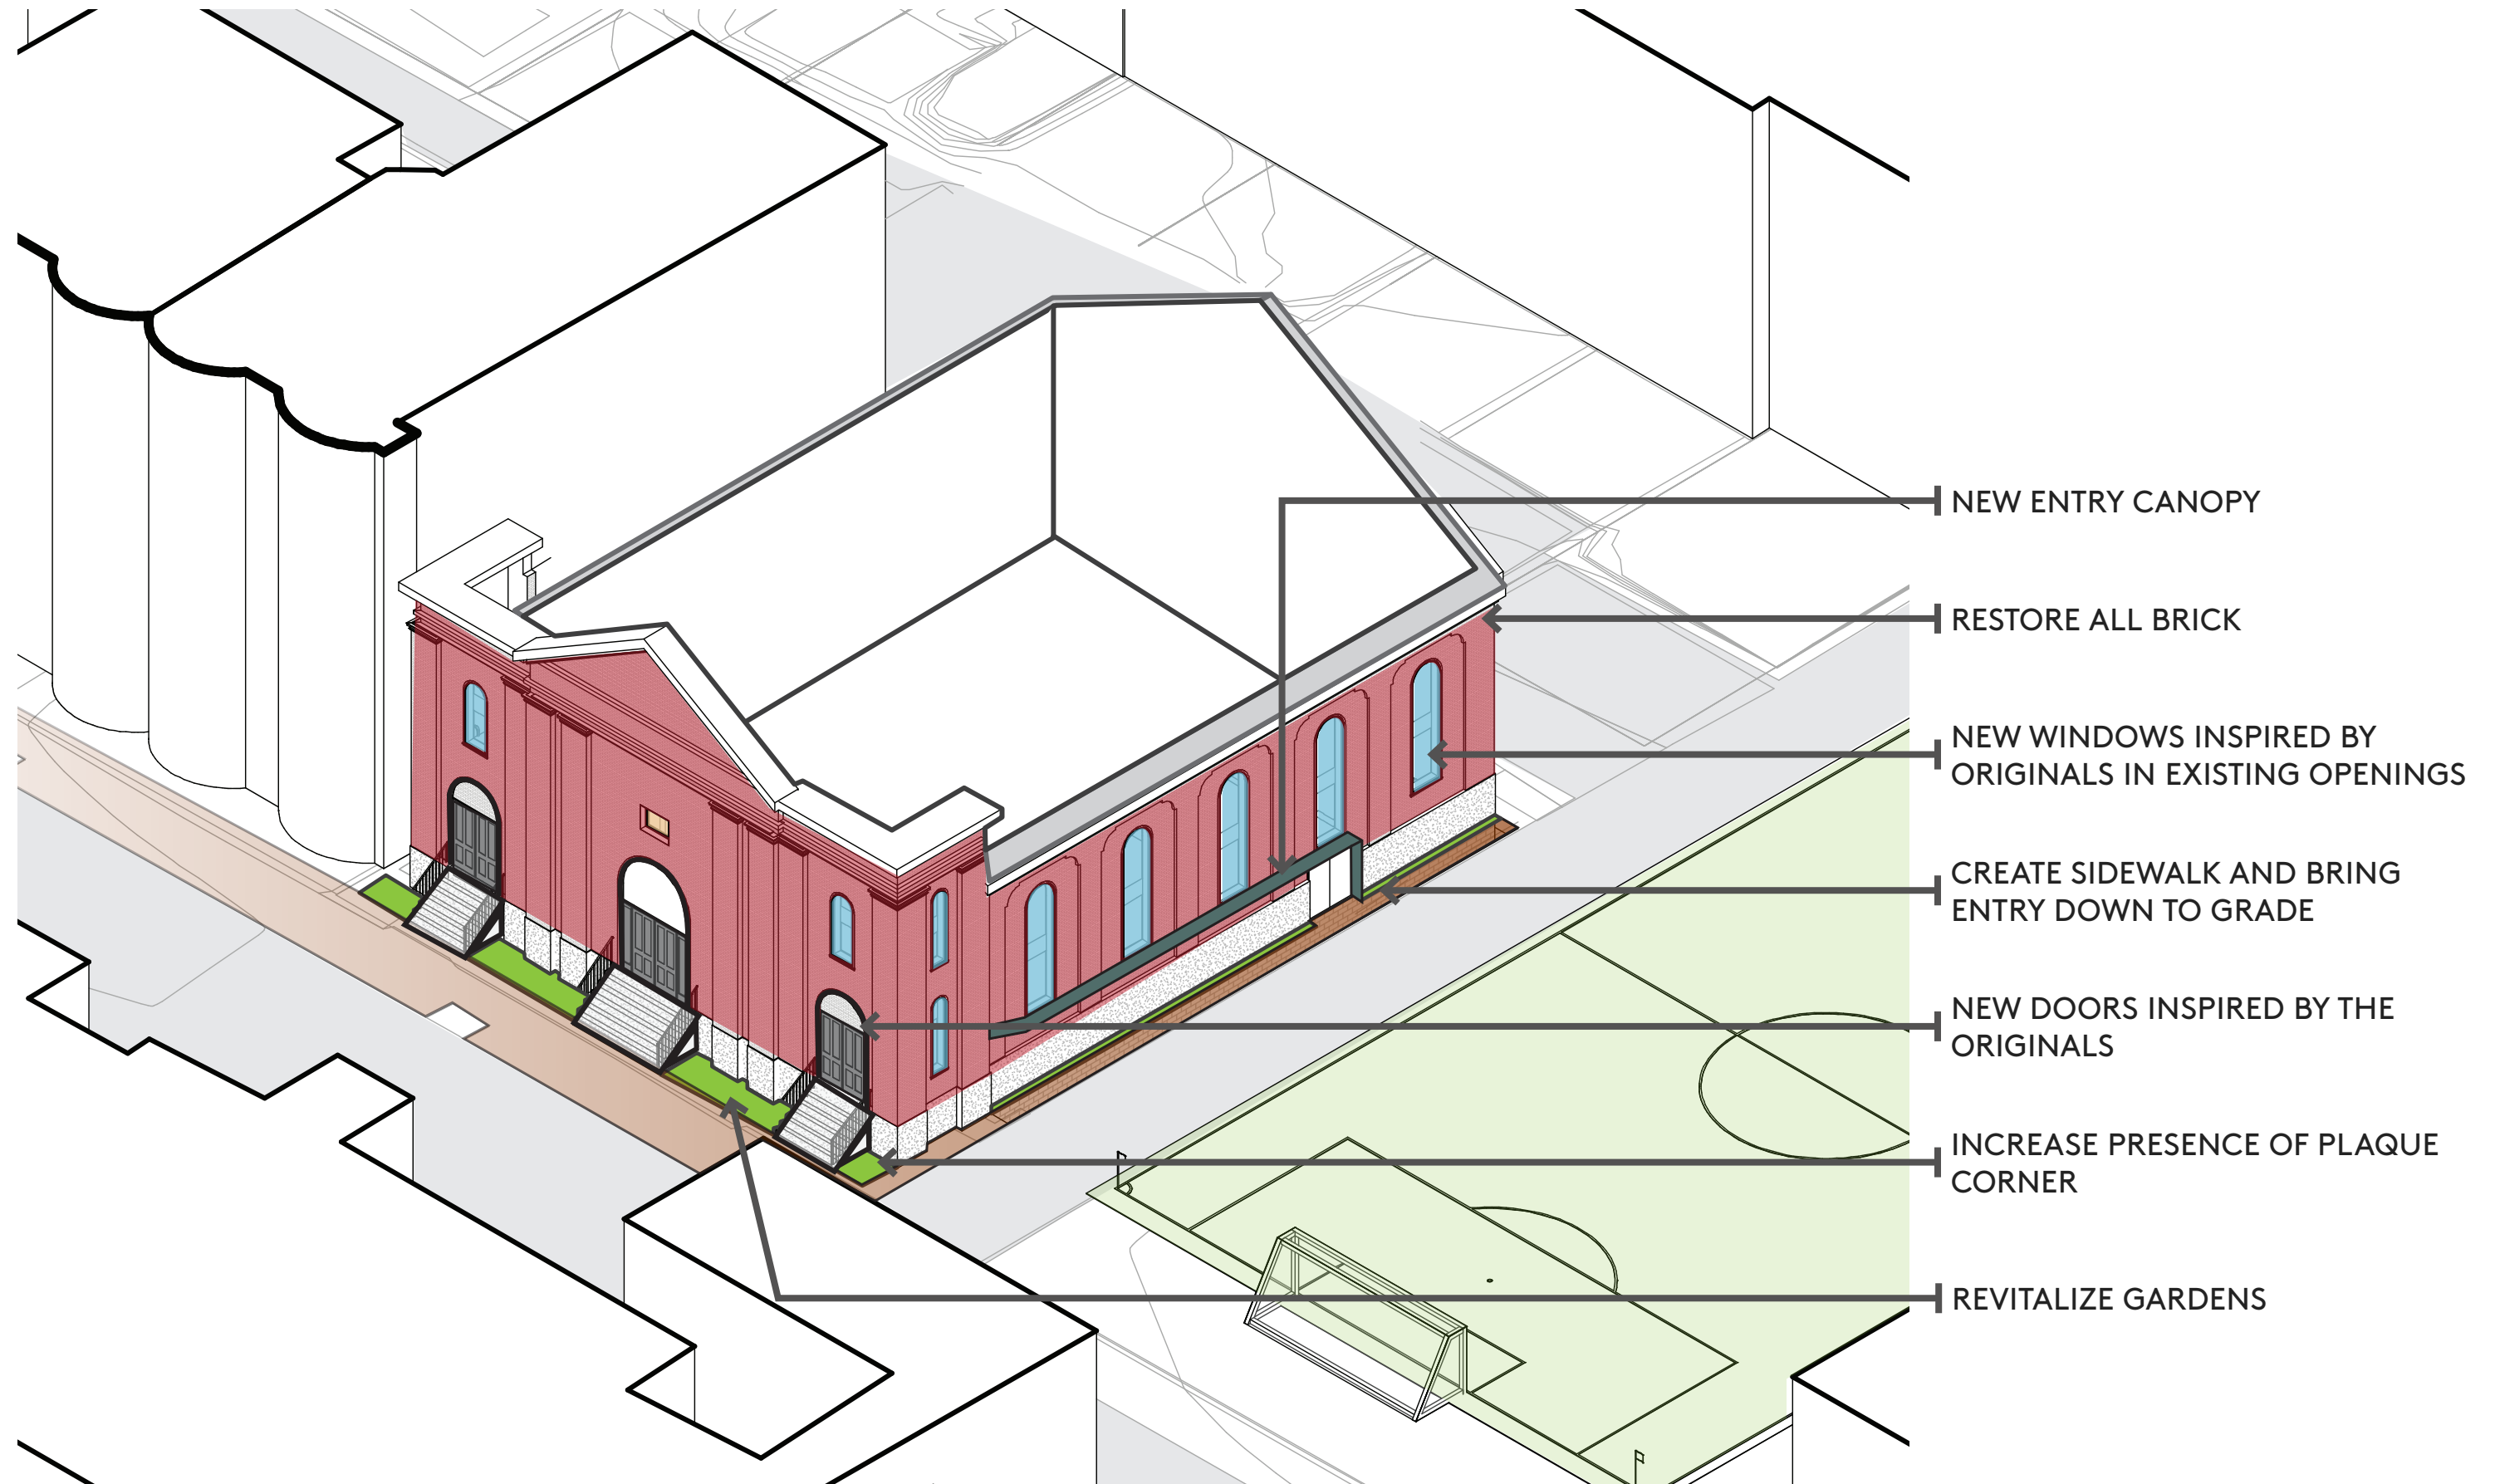 NEW ENTRY CANOPY
RESTORE ALL BRICK
NEW WINDOWS INSPIRED BY
ORIGINALS IN EXISTING OPENINGS
CREATE SIDEWALK AND BRING
ENTRY DOWN TO GRADE
NEW DOORS INSPIRED BY THE
ORIGINALS
INCREASE PRESENCE OF PLAQUE
CORNER
REVITALIZE GARDENS